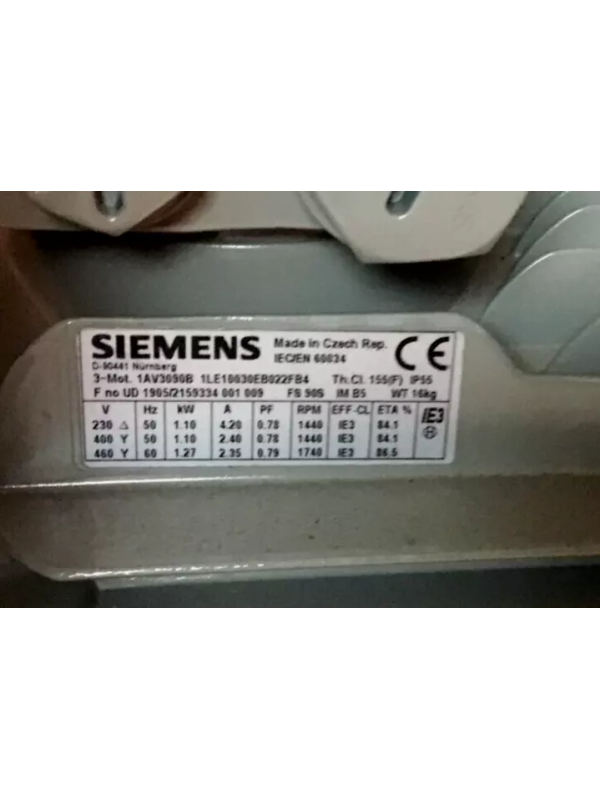 SIEMENS Made in Czech Rep. CE
D-90441 Nürnberg IEC/EN 60034
3~Mot. 1AV3090B 1LE10030EB022FB4 Th.Cl. 155(F) IP55
F no UD 1905/2159334 001 009 FS 90S IM B5 WT 16kg
V Hz kW A PF RPM EFF-CL ETA % IE3
230 Δ 50 1.10 4.20 0.78 1440 IE3 84.1
400 Y 50 1.10 2.40 0.78 1440 IE3 84.1
460 Y 60 1.27 2.35 0.79 1740 IE3 86.5